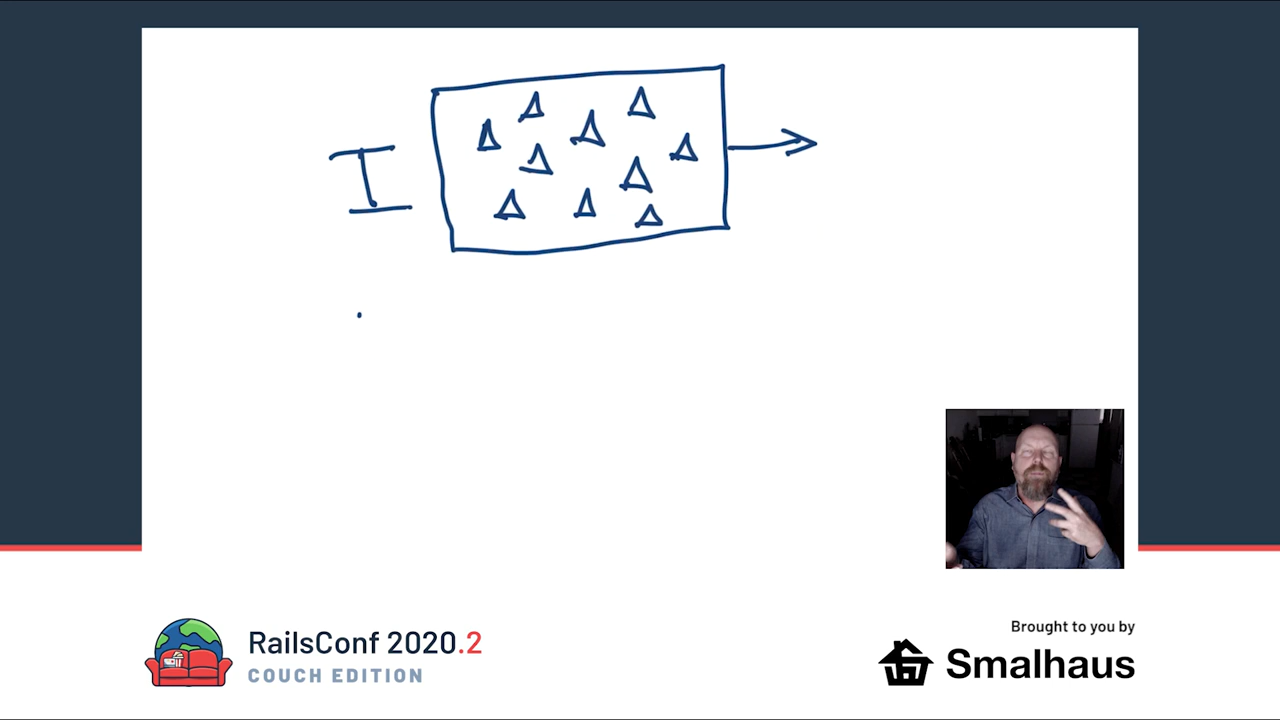 I
RailsConf 2020.2
COUCH EDITION
Brought to you by
Smalhaus